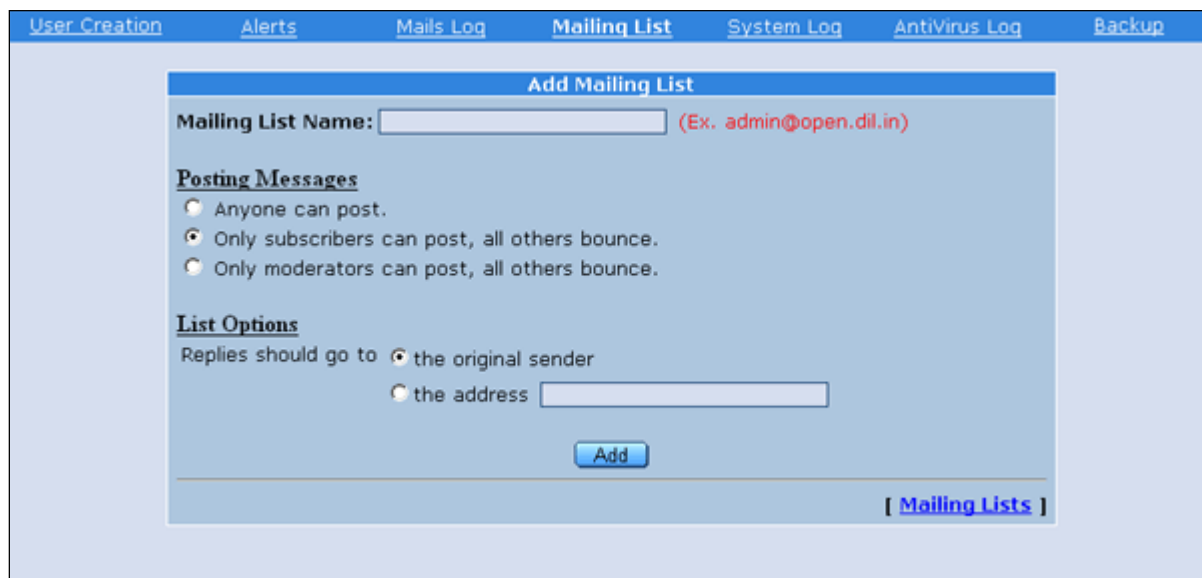 User Creation Alerts Mails Log Mailing List System Log AntiVirus Log Backup
Add Mailing List
Mailing List Name: (Ex. admin@open.dil.in)
Posting Messages
Anyone can post.
Only subscribers can post, all others bounce.
Only moderators can post, all others bounce.
List Options
Replies should go to the original sender
the address
Add
[ Mailing Lists ]